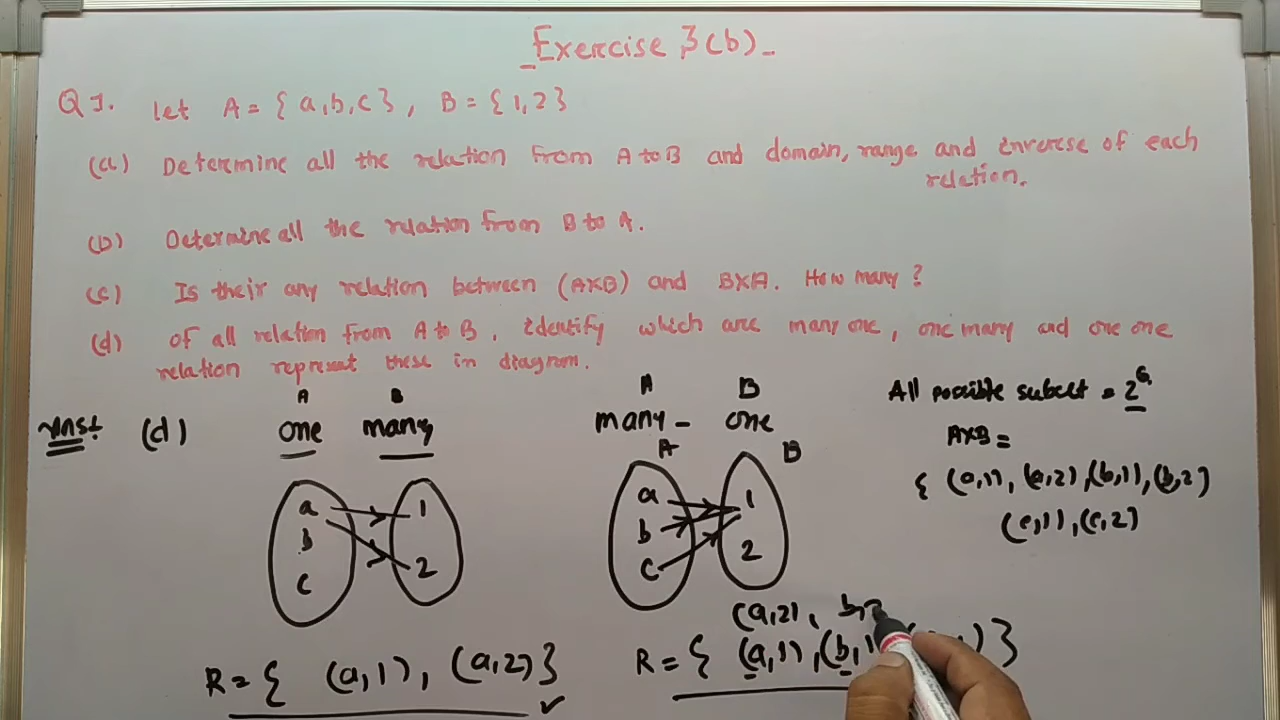 Exercise 3(b)
Q 1. let A = { a, b, c } , B = { 1, 2 }
(a) Determine all the relation from A to B and domain, range and inverse of each
relation.
(b) Determine all the relation from B to A.
(c) Is their any relation between (AXB) and BXA. How many ?
(d) of all relation from A to B, identify which are many one, one many and one one
relation represent these in diagram.
Ans: (d)
A B
one many
a 1
b
c 2
R = { (a,1), (a,2) }
A B
many - one
A B
a 1
b 2
c
(a,2), b,
R = { (a,1), (b,1 }
All possible subset = 2^6
AXB =
{ (a,1), (a,2), (b,1), (b,2)
(c,1), (c,2)